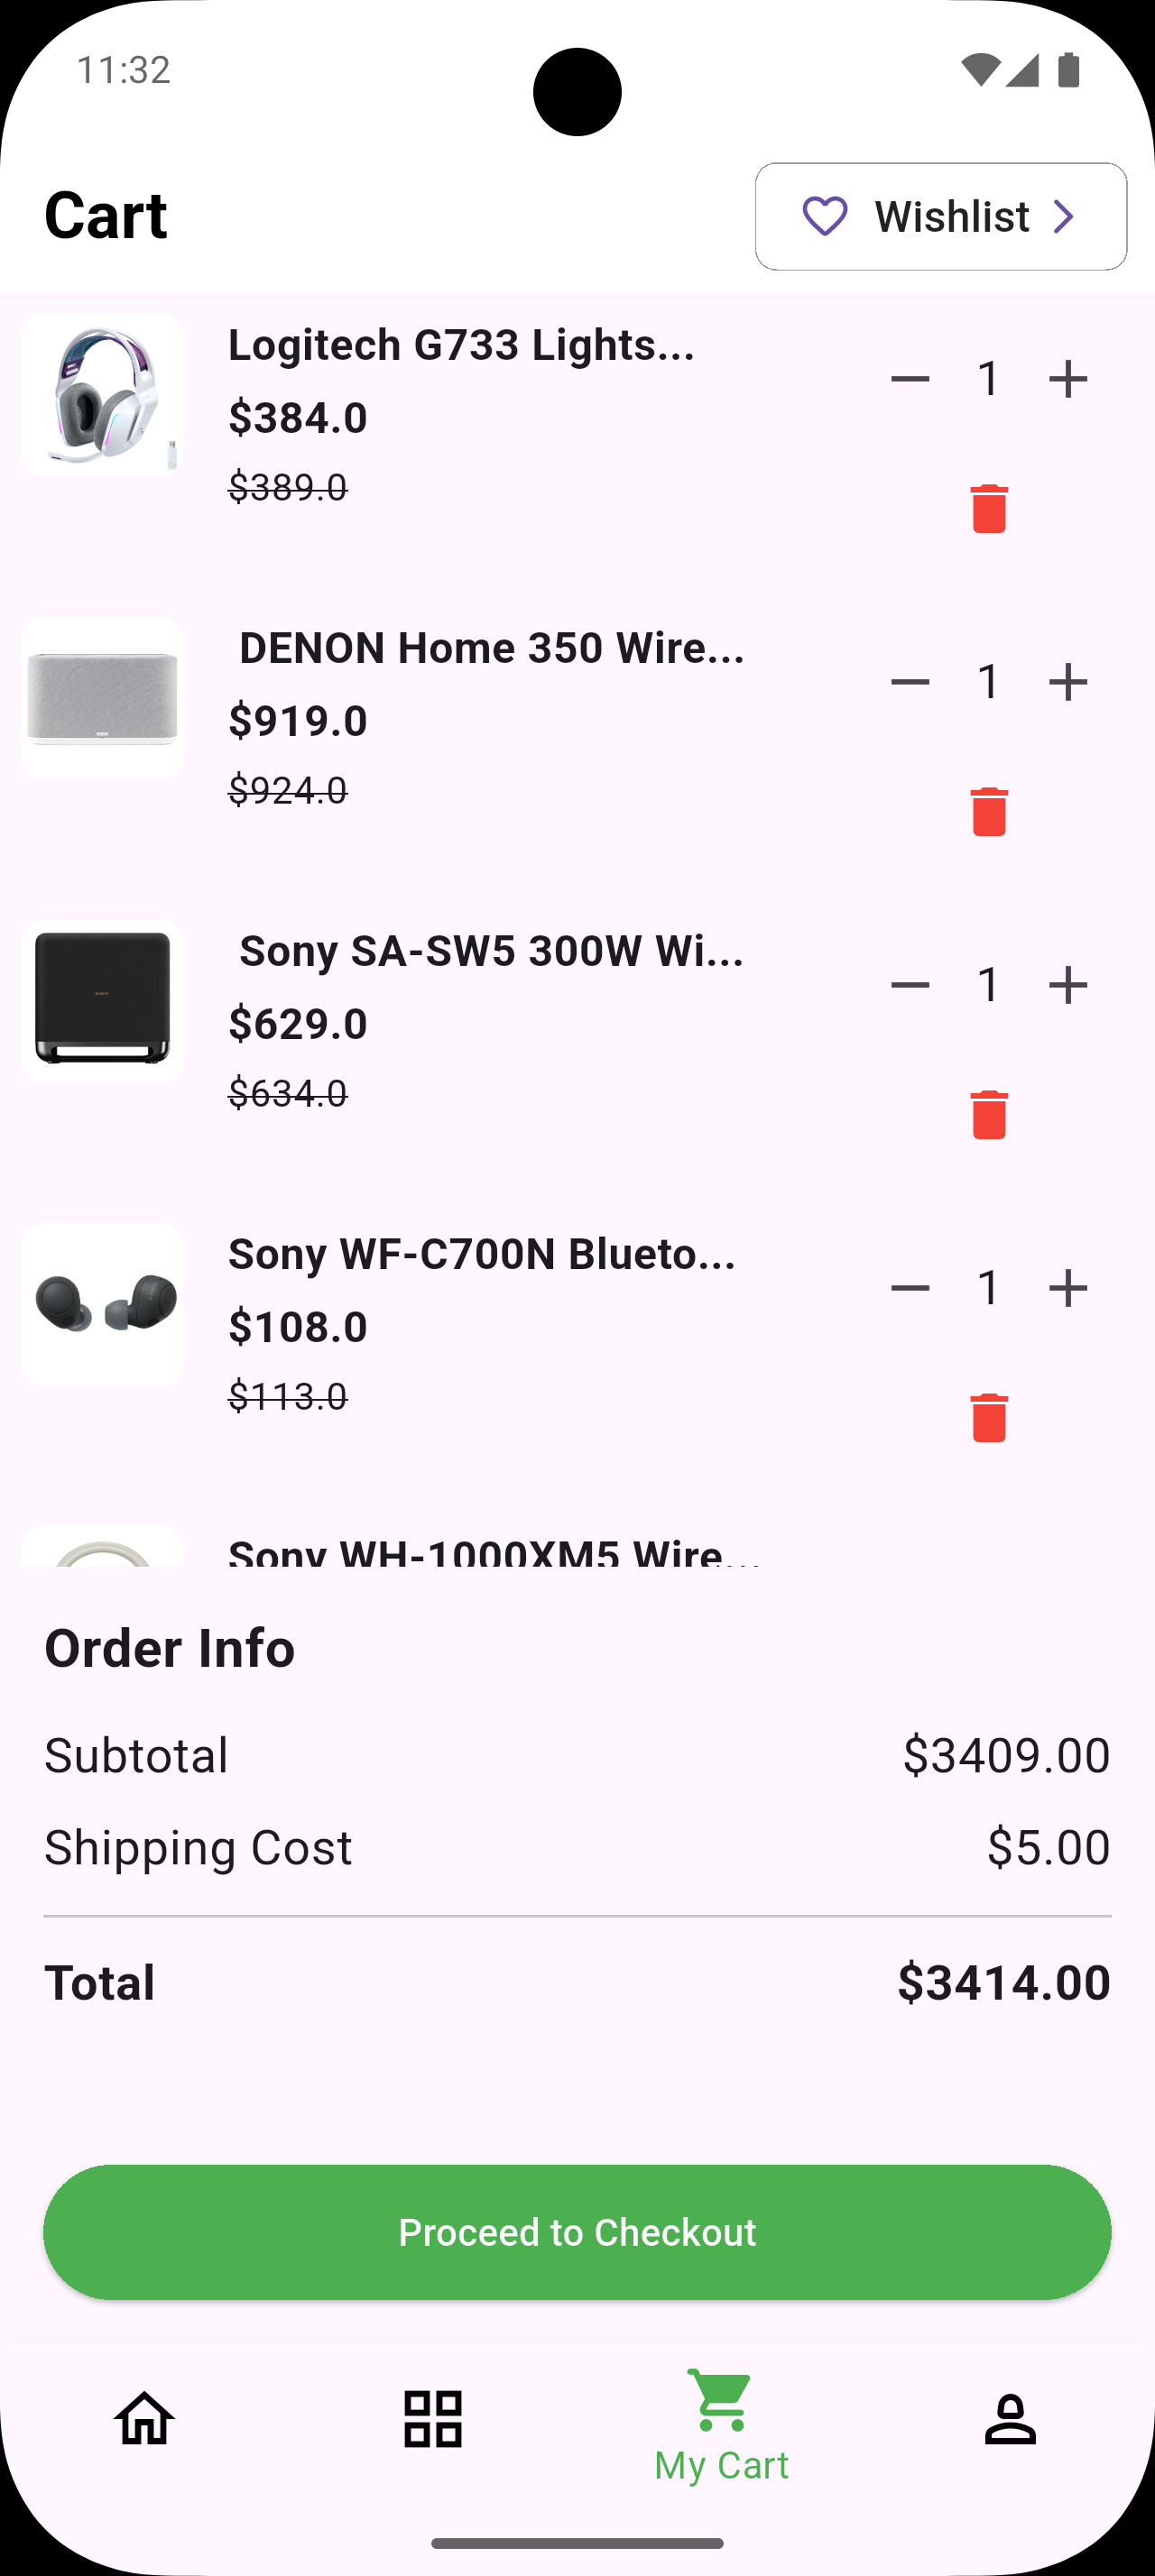 11:32
Cart
Wishlist
Logitech G733 Lights...
$384.0
1
$389.0
DENON Home 350 Wire...
$919.0
1
$924.0
Sony SA-SW5 300W Wi...
$629.0
1
$634.0
Sony WF-C700N Blueto...
$108.0
1
$113.0
Sony WH-1000XM5 Wire...
Order Info
Subtotal
$3409.00
Shipping Cost
$5.00
Total
$3414.00
Proceed to Checkout
My Cart